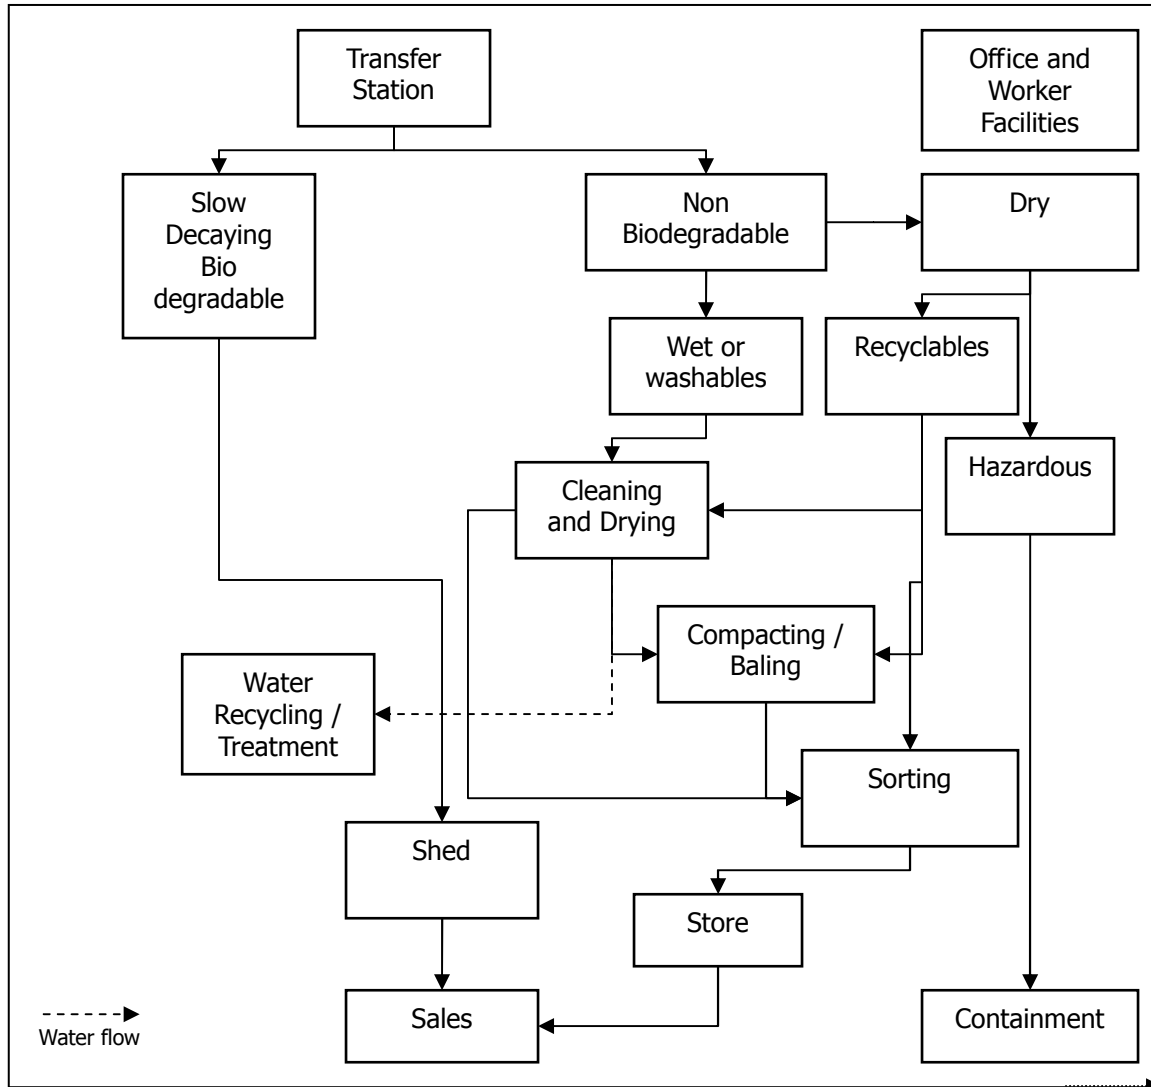 Transfer
Station
Office and
Worker
Facilities
Slow
Decaying
Bio
degradable
Non
Biodegradable
Dry
Wet or
washables
Recyclables
Hazardous
Cleaning
and Drying
Compacting /
Baling
Water
Recycling /
Treatment
Sorting
Shed
Store
Sales
Containment
Water flow